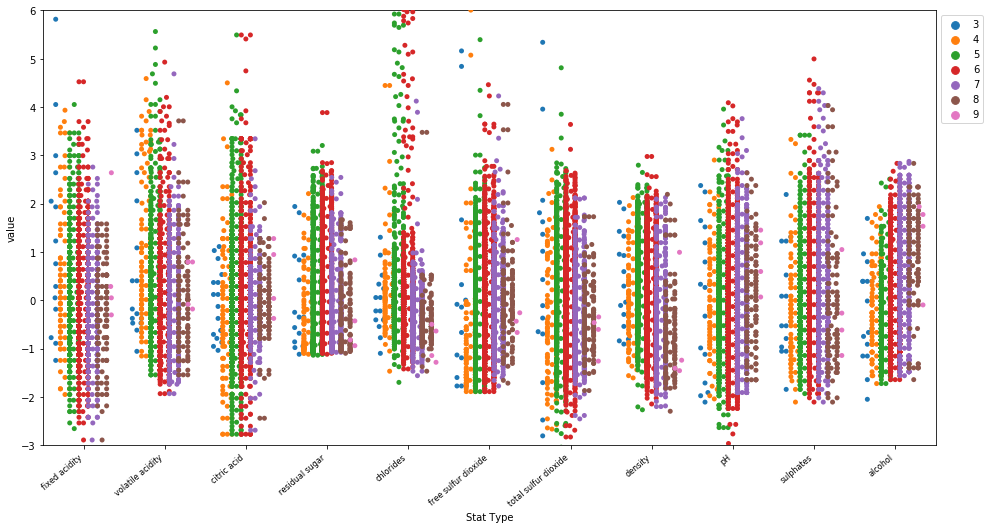 6
5
4
3
2
1
0
−1
−2
−3
value
fixed acidity
volatile acidity
citric acid
residual sugar
chlorides
free sulfur dioxide
total sulfur dioxide
density
pH
sulphates
alcohol
Stat Type
3
4
5
6
7
8
9